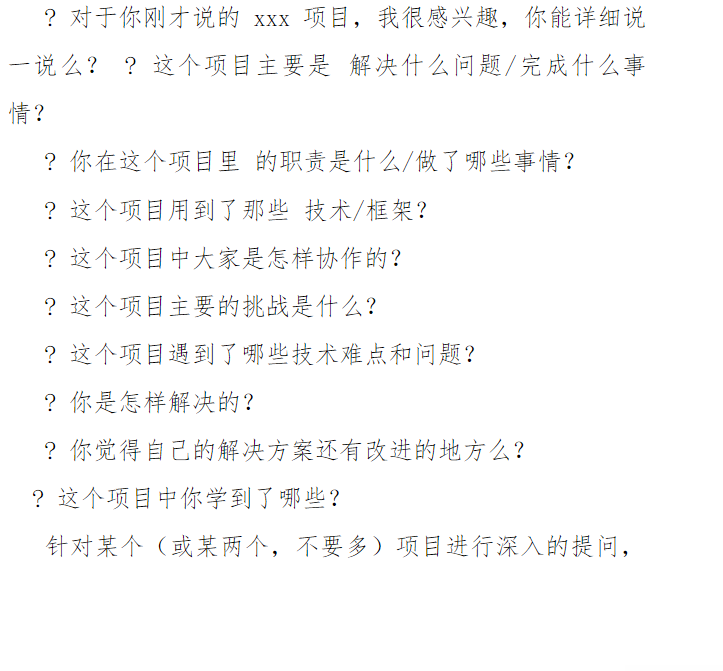 ? 对于你刚才说的 xxx 项目，我很感兴趣，你能详细说
一说么？ ? 这个项目主要是 解决什么问题/完成什么事
情？
? 你在这个项目里 的职责是什么/做了哪些事情？
? 这个项目用到了那些 技术/框架？
? 这个项目中大家是怎样协作的？
? 这个项目主要的挑战是什么？
? 这个项目遇到了哪些技术难点和问题？
? 你是怎样解决的？
? 你觉得自己的解决方案还有改进的地方么？
? 这个项目中你学到了哪些？
针对某个（或某两个，不要多）项目进行深入的提问，